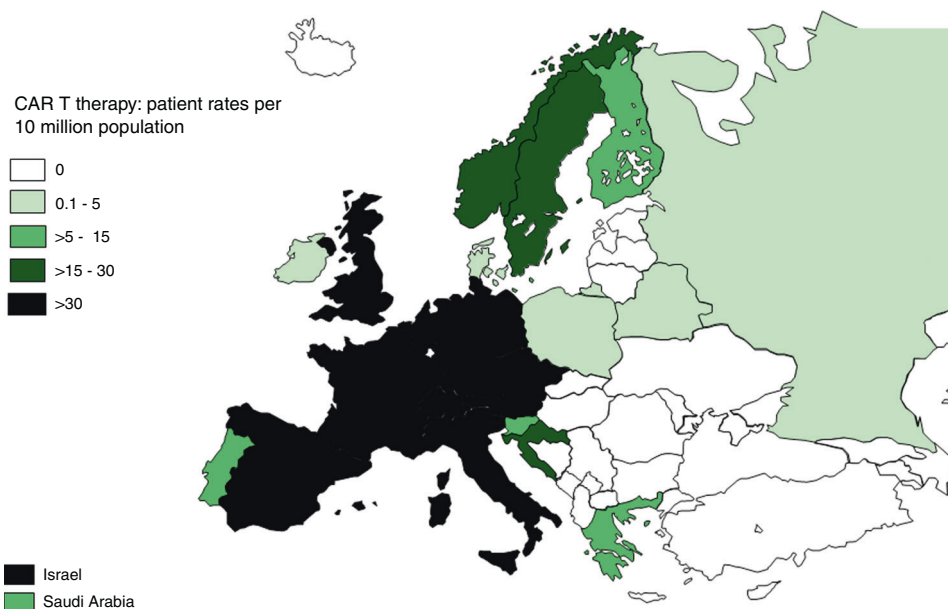 CAR T therapy: patient rates per
10 million population
0
0.1 - 5
>5 - 15
>15 - 30
>30
Israel
Saudi Arabia